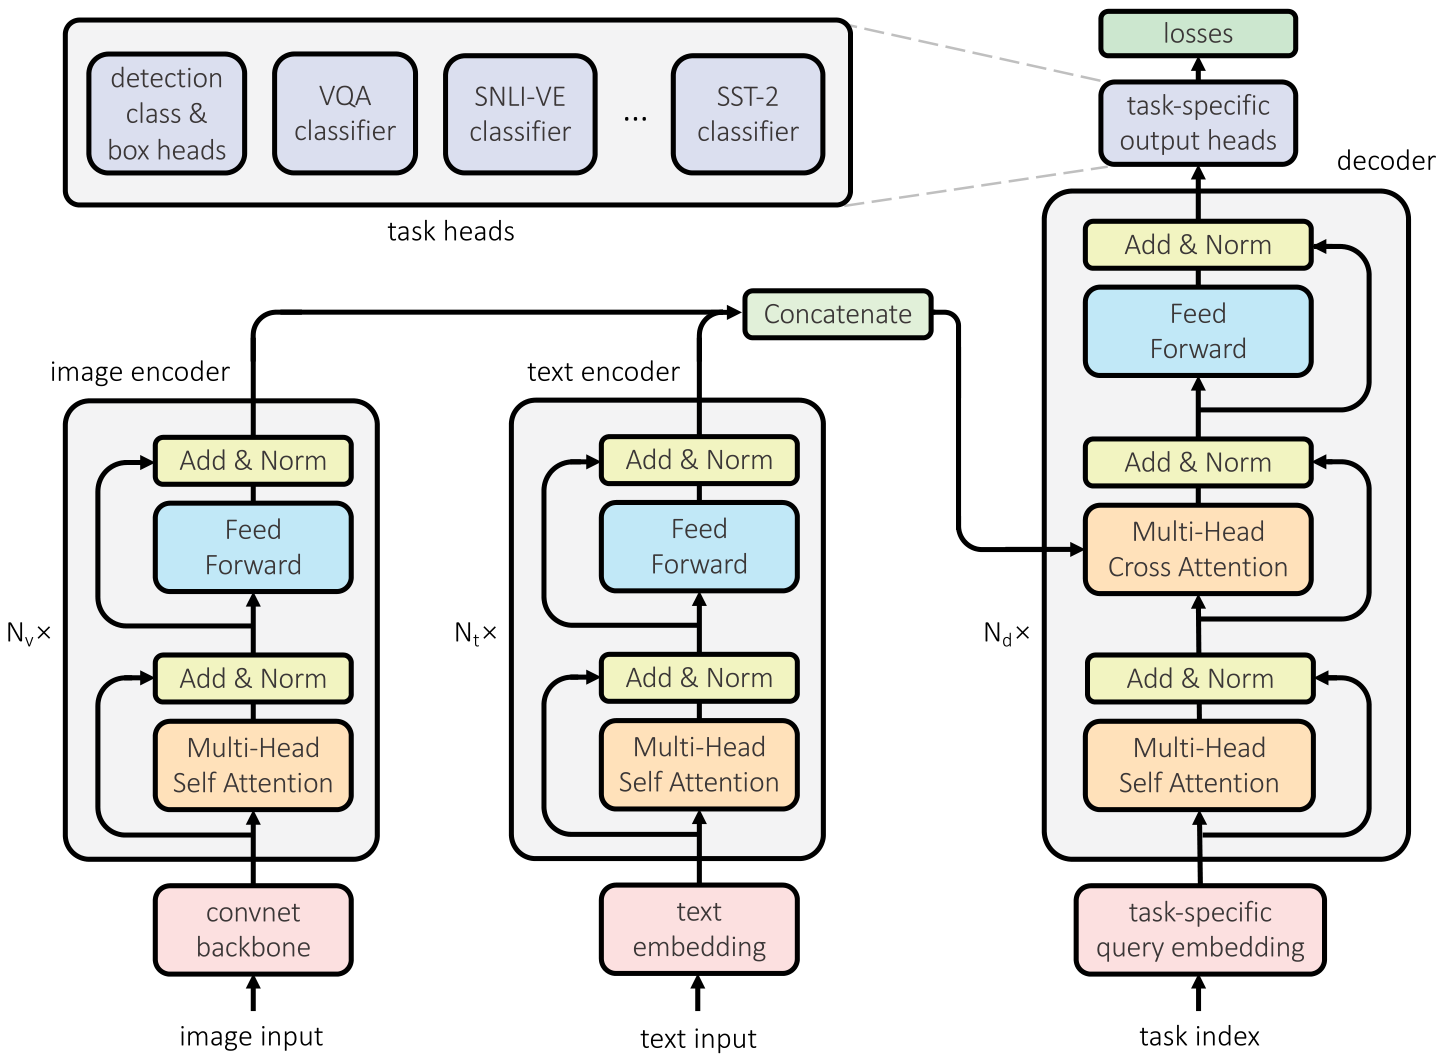 detection
class &
box heads
VQA
classifier
SNLI-VE
classifier
...
SST-2
classifier
task heads
losses
task-specific
output heads
decoder
Add & Norm
Feed
Forward
Add & Norm
Multi-Head
Cross Attention
Add & Norm
Multi-Head
Self Attention
N_d×
task-specific
query embedding
task index
Concatenate
image encoder
Add & Norm
Feed
Forward
N_v×
Add & Norm
Multi-Head
Self Attention
convnet
backbone
image input
text encoder
Add & Norm
Feed
Forward
N_t×
Add & Norm
Multi-Head
Self Attention
text
embedding
text input